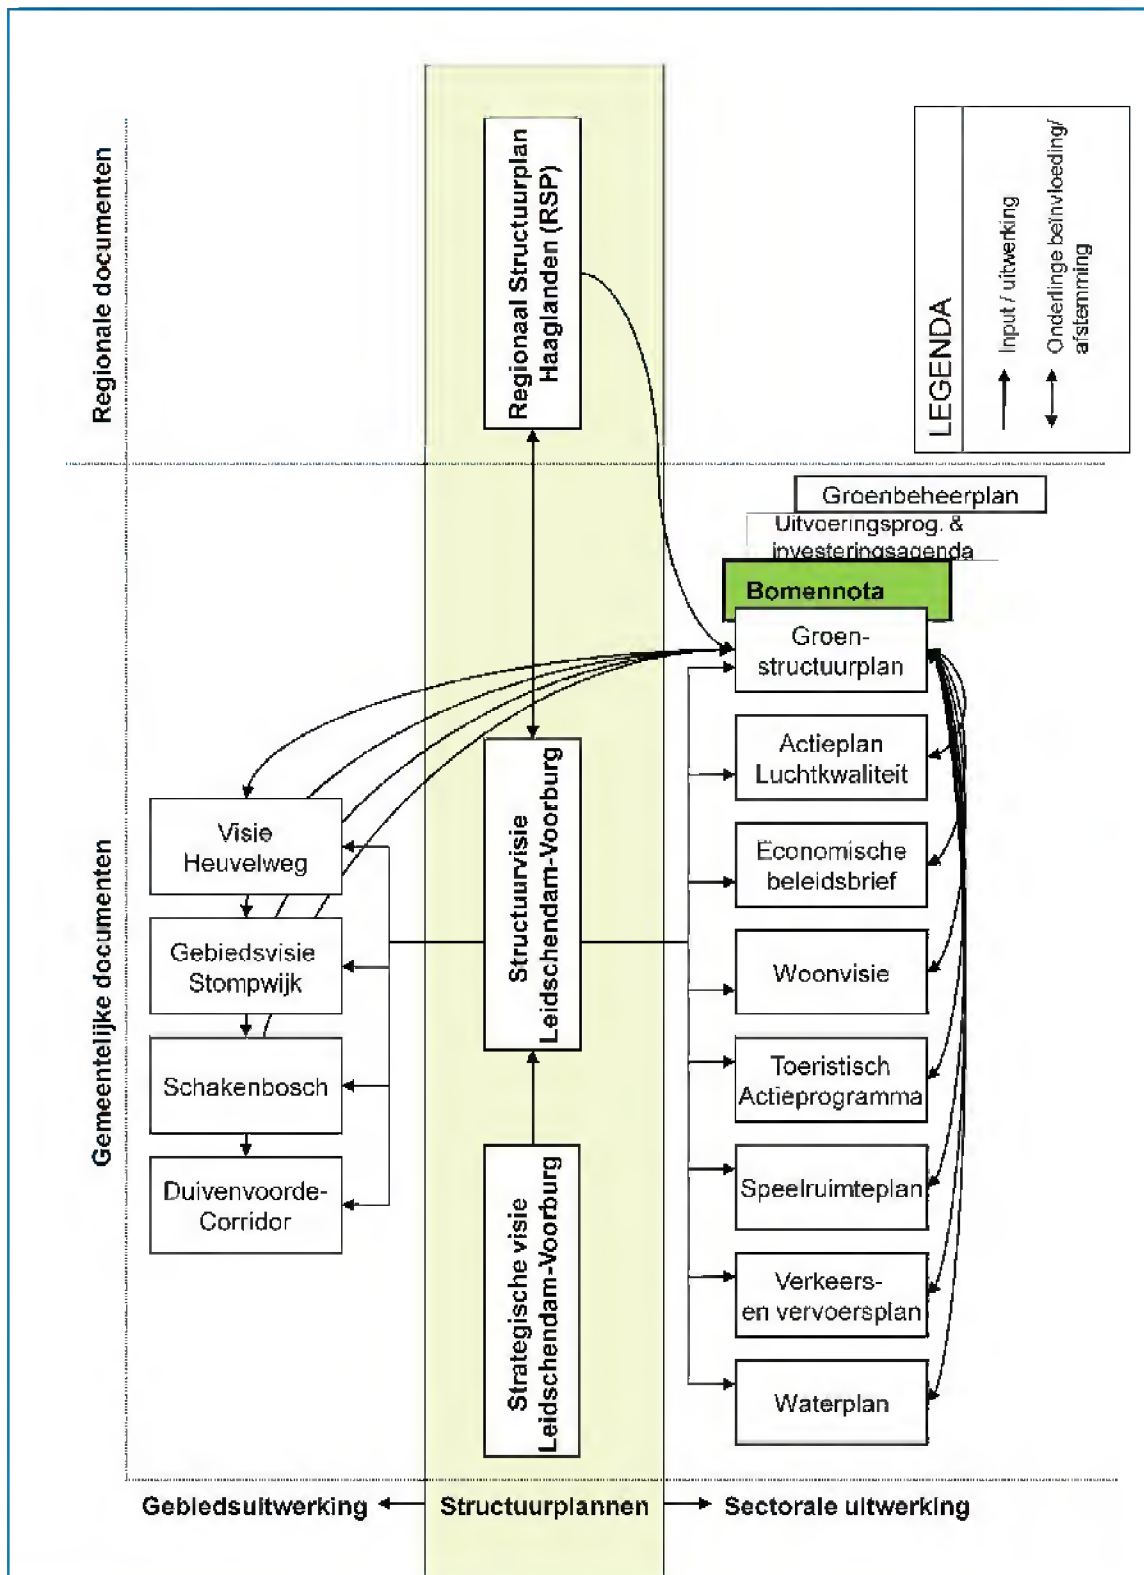 Regionale documenten
Regionaal Structuurplan
Haaglanden (RSP)
LEGENDA
Input / uitwerking
Onderlinge beïnvloeding/
afstemming
Gemeentelijke documenten
Groenbeheerplan
Uitvoeringsprog. &
investeringsagenda
Bomennota
Groen-
structuurplan
Actieplan
Luchtkwaliteit
Economische
beleidsbrief
Woonvisie
Toeristisch
Actieprogramma
Speelruimteplan
Verkeers-
en vervoersplan
Waterplan
Structuurvisie
Leidschendam-Voorburg
Strategische visie
Leidschendam-Voorburg
Visie
Heuvelweg
Gebiedsvisie
Stompwijk
Schakenbosch
Duivenvoorde-
Corridor
Gebiedsuitwerking
Structuurplannen
Sectorale uitwerking